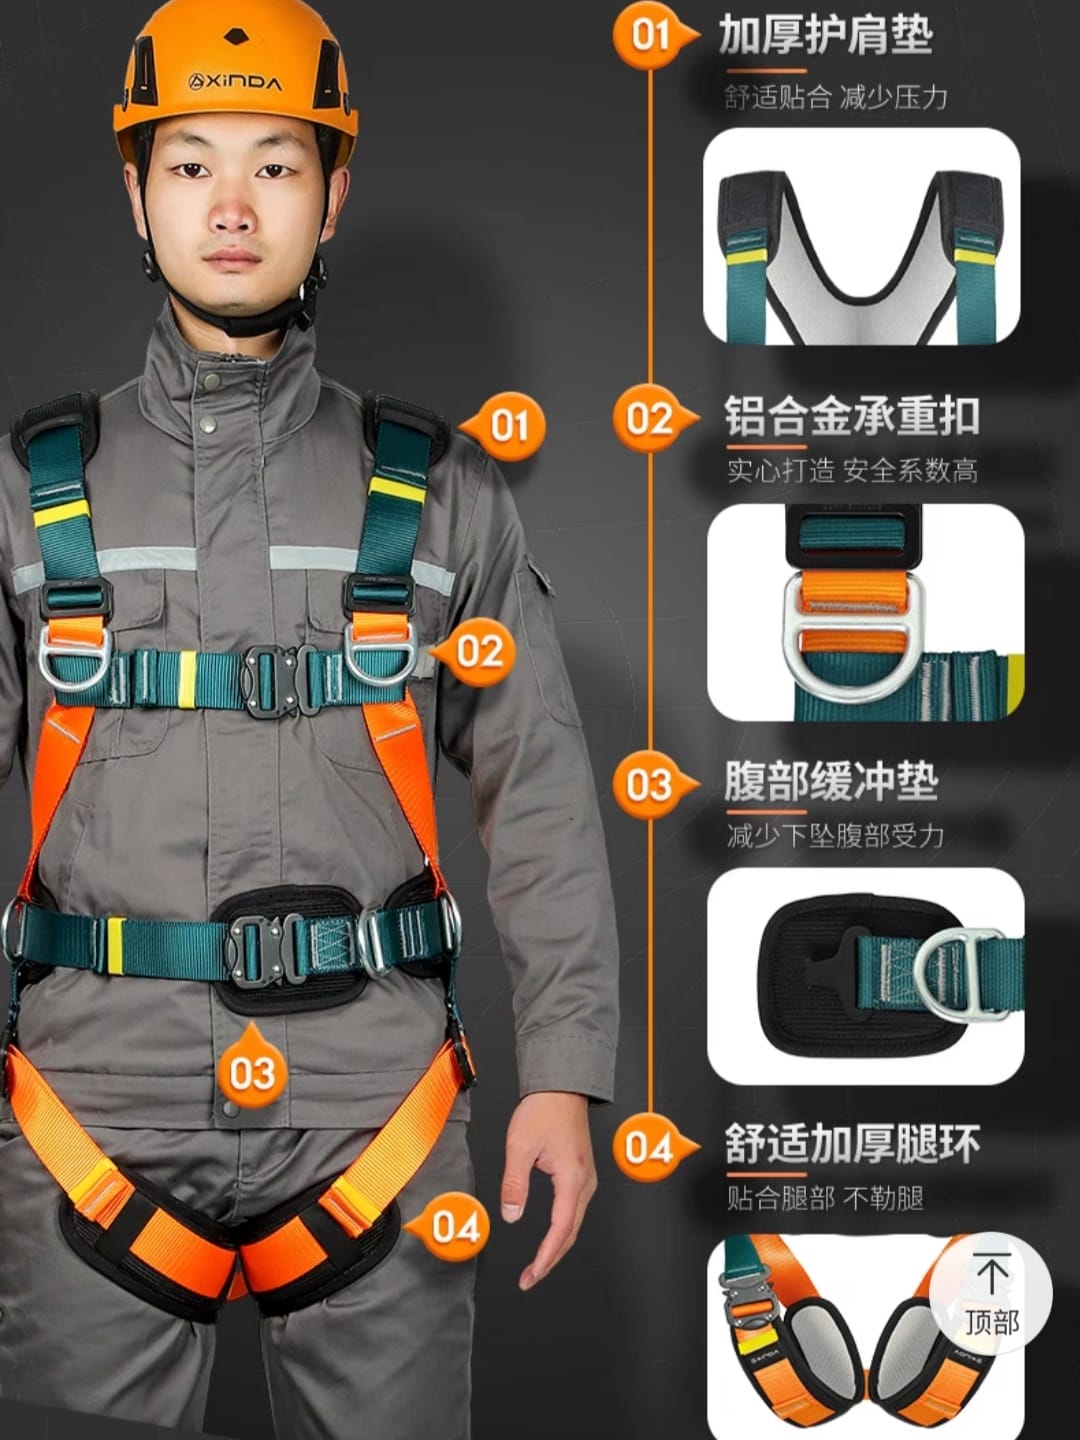 XINDA
01
加厚护肩垫
舒适贴合 减少压力
01
02
铝合金承重扣
实心打造 安全系数高
02
03
腹部缓冲垫
减少下坠腹部受力
03
04
舒适加厚腿环
贴合腿部 不勒腿
04
XINDA
顶部